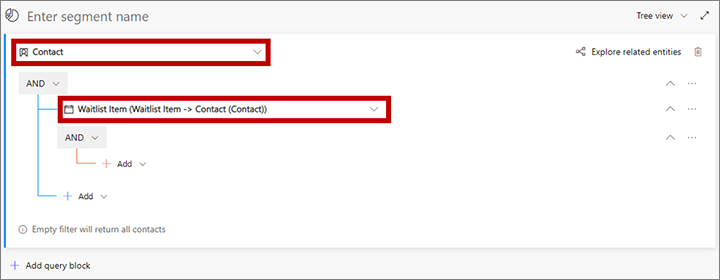 Enter segment name
Tree view
Contact
Explore related entities
AND
Waitlist Item (Waitlist Item -> Contact (Contact))
AND
Add
Add
Empty filter will return all contacts
Add query block